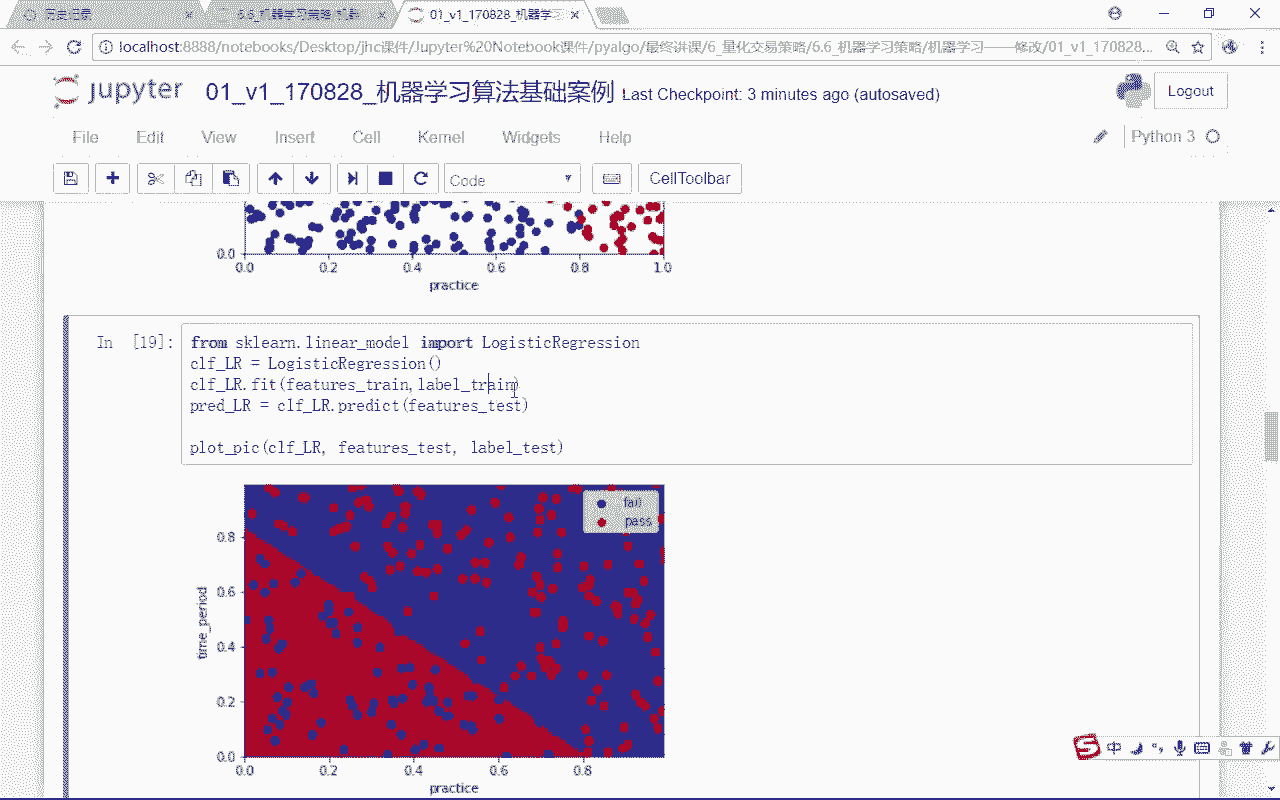 历史记录
6.6_机器学习策略/机器
01_v1_170828_机器学习
localhost:8888/notebooks/Desktop/jhc课件/Jupyter%20Notebook课件/pyalgo/最终讲课/6_量化交易策略/6.6_机器学习策略/机器学习——修改/01_v1_170828...
jupyter 01_v1_170828_机器学习算法基础案例 Last Checkpoint: 3 minutes ago (autosaved)
Logout
File Edit View Insert Cell Kernel Widgets Help
Python 3
Code
CellToolbar
0.0
0.0 0.2 0.4 0.6 0.8 1.0
practice
In [19]:
from sklearn.linear_model import LogisticRegression
clf_LR = LogisticRegression()
clf_LR.fit(features_train,label_train)
pred_LR = clf_LR.predict(features_test)
plot_pic(clf_LR, features_test, label_test)
fail
pass
0.8
0.6
0.4
0.2
0.0
time_period
0.0 0.2 0.4 0.6 0.8
practice
S 中